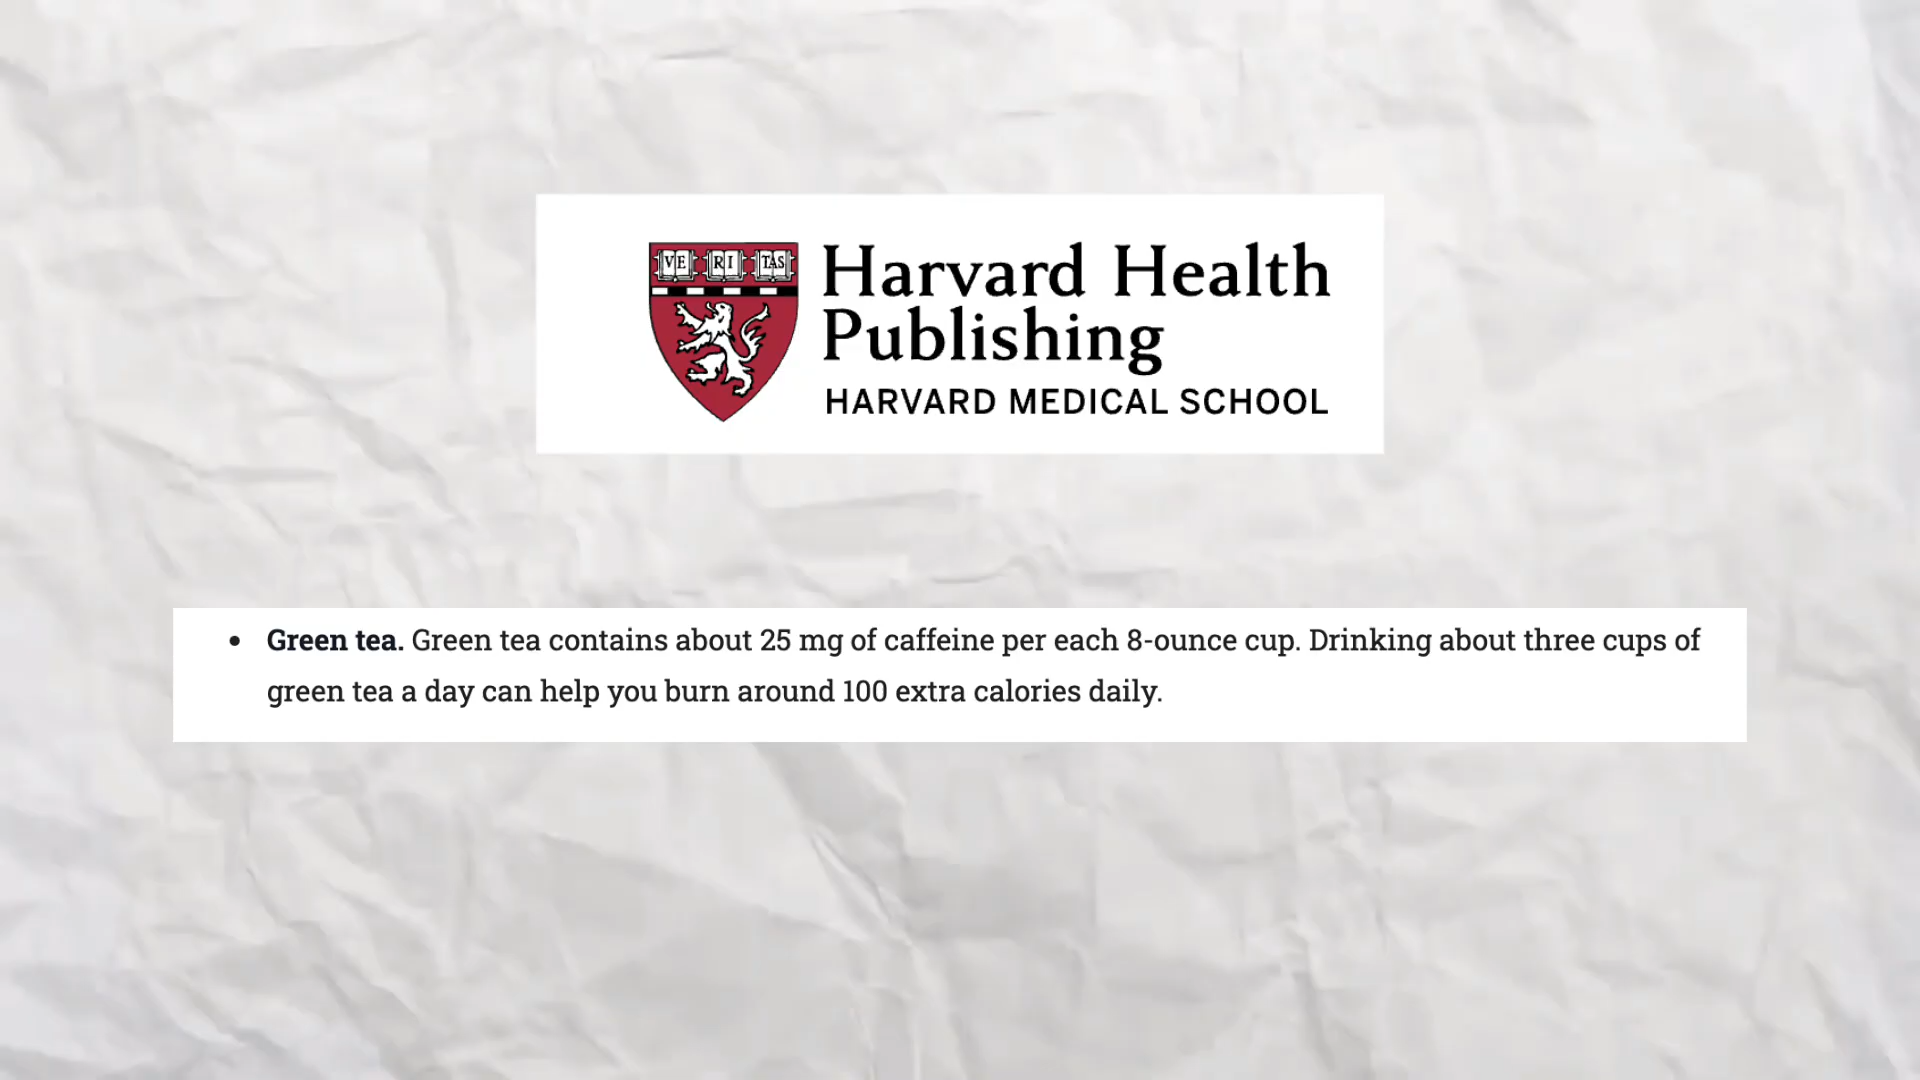 VE RI TAS
Harvard Health
Publishing
HARVARD MEDICAL SCHOOL
• Green tea. Green tea contains about 25 mg of caffeine per each 8-ounce cup. Drinking about three cups of
green tea a day can help you burn around 100 extra calories daily.